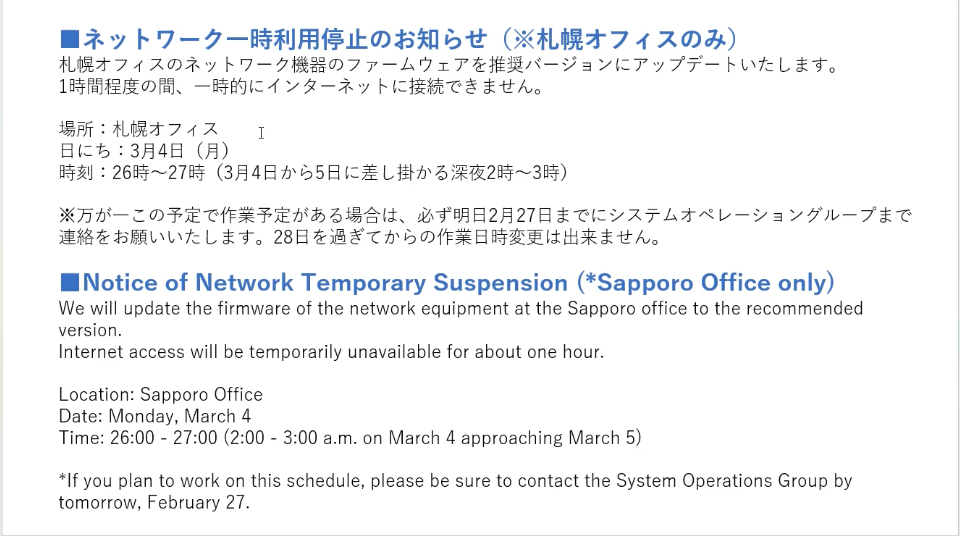 ■ネットワーク一時利用停止のお知らせ（※札幌オフィスのみ）
札幌オフィスのネットワーク機器のファームウェアを推奨バージョンにアップデートいたします。
1時間程度の間、一時的にインターネットに接続できません。
場所：札幌オフィス
日にち：3月4日（月）
時刻：26時～27時（3月4日から5日に差し掛かる深夜2時～3時）
※万が一この予定で作業予定がある場合は、必ず明日2月27日までにシステムオペレーショングループまで
連絡をお願いいたします。28日を過ぎてからの作業日時変更は出来ません。
■Notice of Network Temporary Suspension (*Sapporo Office only)
We will update the firmware of the network equipment at the Sapporo office to the recommended
version.
Internet access will be temporarily unavailable for about one hour.
Location: Sapporo Office
Date: Monday, March 4
Time: 26:00 - 27:00 (2:00 - 3:00 a.m. on March 4 approaching March 5)
*If you plan to work on this schedule, please be sure to contact the System Operations Group by
tomorrow, February 27.